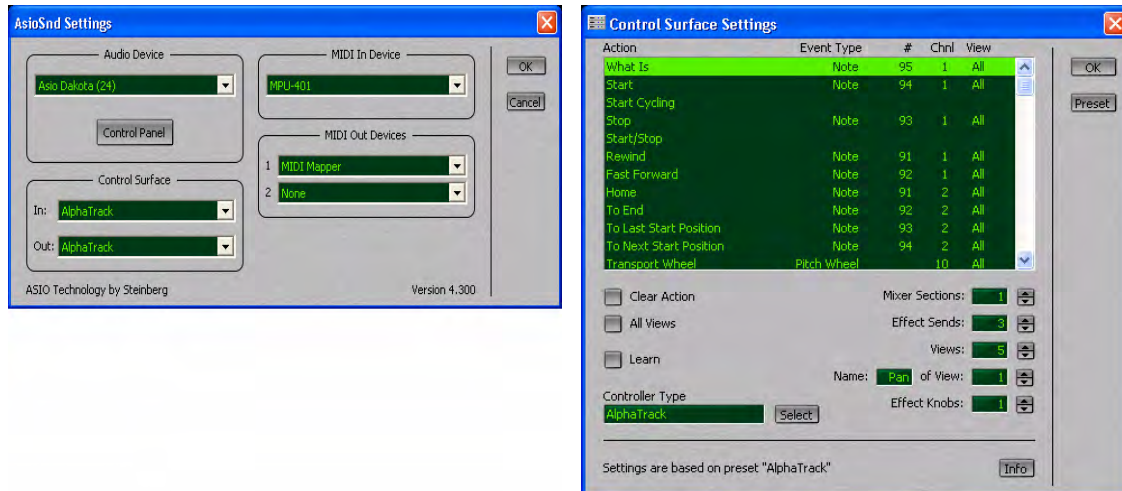 AsioSnd Settings
Audio Device
Asio Dakota (24)
Control Panel
Control Surface
In: AlphaTrack
Out: AlphaTrack
MIDI In Device
MPU-401
MIDI Out Devices
1 MIDI Mapper
2 None
OK
Cancel
ASIO Technology by Steinberg
Version 4.300
Control Surface Settings
Action Event Type # Chnl View
What Is Note 95 1 All
Start Note 94 1 All
Start Cycling
Stop Note 93 1 All
Start/Stop
Rewind Note 91 1 All
Fast Forward Note 92 1 All
Home Note 91 2 All
To End Note 92 2 All
To Last Start Position Note 93 2 All
To Next Start Position Note 94 2 All
Transport Wheel Pitch Wheel 10 All
OK
Preset
Clear Action
All Views
Learn
Mixer Sections: 1
Effect Sends: 3
Views: 5
Name: Pan of View: 1
Effect Knobs: 1
Controller Type
AlphaTrack Select
Settings are based on preset "AlphaTrack"
Info